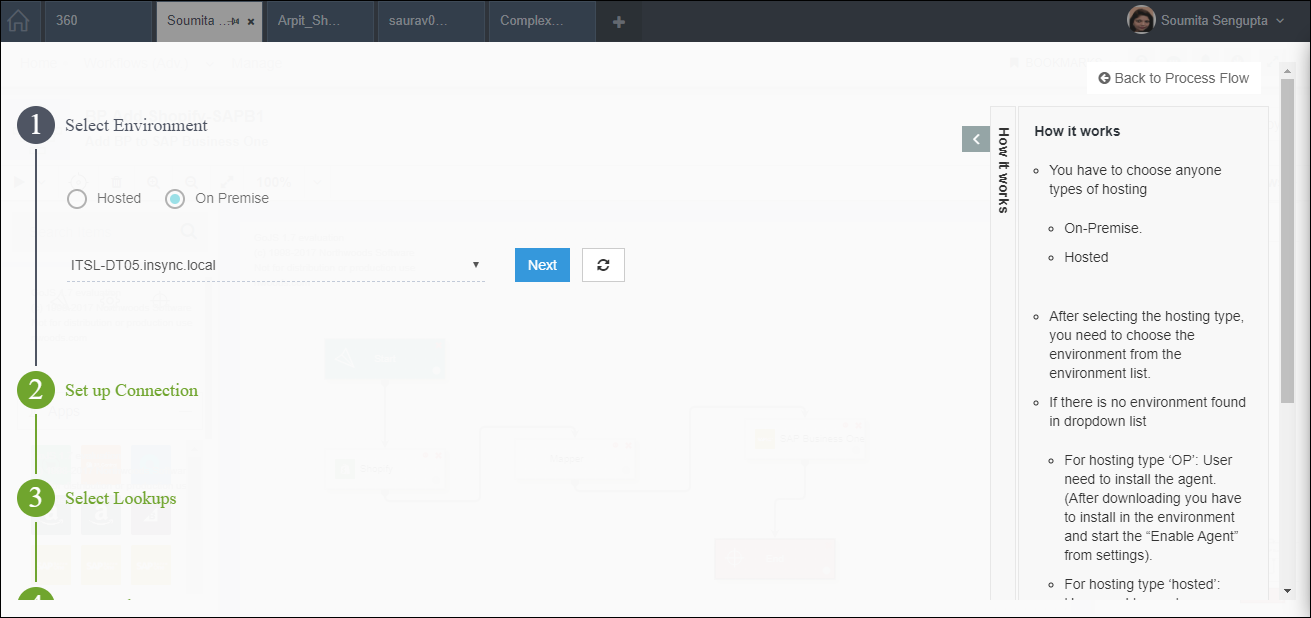 360
Soumita ...
Arpit_Sh...
saurav0...
Complex...
Soumita Sengupta
Back to Process Flow
1 Select Environment
Hosted On Premise
ITSL-DT05.insync.local
Next
2 Set up Connection
3 Select Lookups
How it works
How it works
You have to choose anyone
types of hosting
On-Premise.
Hosted
After selecting the hosting type,
you need to choose the
environment from the
environment list.
If there is no environment found
in dropdown list
For hosting type ‘OP’: User
need to install the agent.
(After downloading you have
to install in the environment
and start the “Enable Agent”
from settings).
For hosting type ‘hosted’: